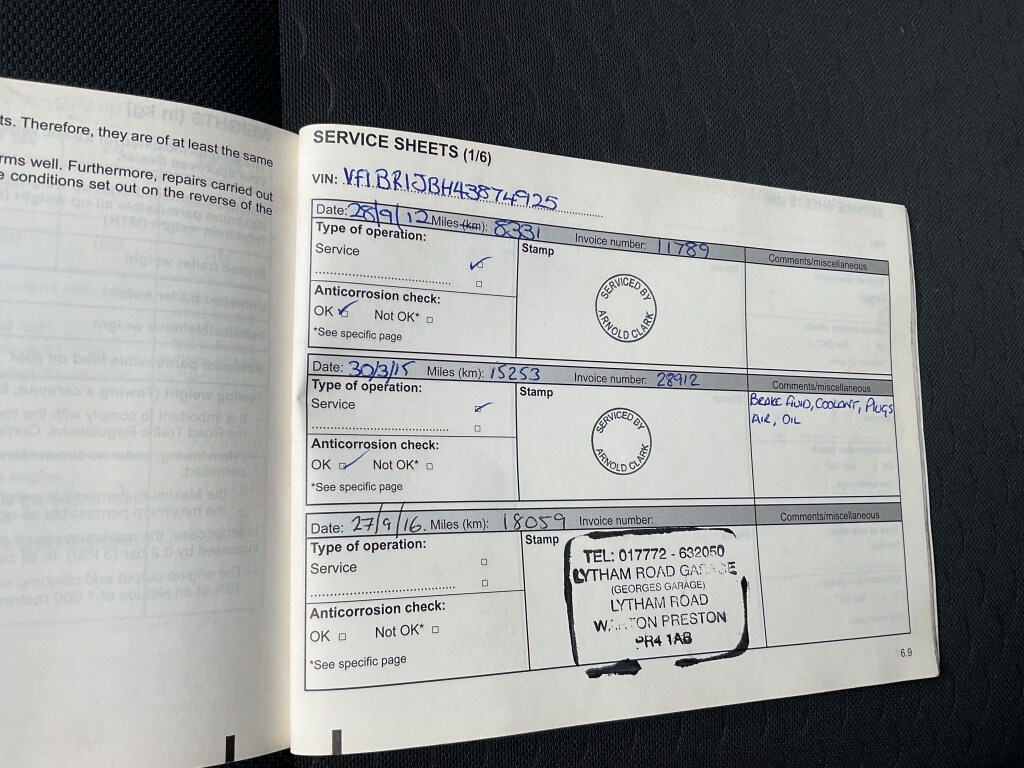 ts. Therefore, they are of at least the same
rms well. Furthermore, repairs carried out
e conditions set out on the reverse of the
SERVICE SHEETS (1/6)
VIN: VF1BR1JBH43874925
Date: 28/9/12 Miles (km): 8331 Invoice number: 11789
Type of operation: Stamp Comments/miscellaneous
Service
SERVICED BY
ARNOLD CLARK
Anticorrosion check:
OK Not OK*
*See specific page
Date: 30/3/15 Miles (km): 15253 Invoice number: 28912
Type of operation: Stamp Comments/miscellaneous
Service
BRAKE FLUID, COOLANT, PLUGS
AIR, OIL
SERVICED BY
ARNOLD CLARK
Anticorrosion check:
OK Not OK*
*See specific page
Date: 27/9/16. Miles (km): 18059 Invoice number:
Type of operation: Stamp Comments/miscellaneous
Service
Anticorrosion check:
OK Not OK*
*See specific page
TEL: 017772 - 632050
LYTHAM ROAD GARAGE
(GEORGES GARAGE)
LYTHAM ROAD
PRESTON
PR4 1AB
6.9